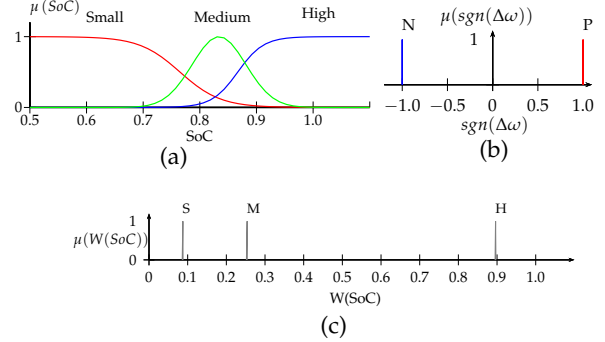 μ(SoC)
Small Medium High
1
0
0.5 0.6 0.7 0.8 0.9 1.0
SoC
(a)
N μ(sgn(Δω)) P
1
−1.0 −0.5 0 0.5 1.0
sgn(Δω)
(b)
S M H
1
μ(W(SoC))
0
0 0.1 0.2 0.3 0.4 0.5 0.6 0.7 0.8 0.9 1.0
W(SoC)
(c)